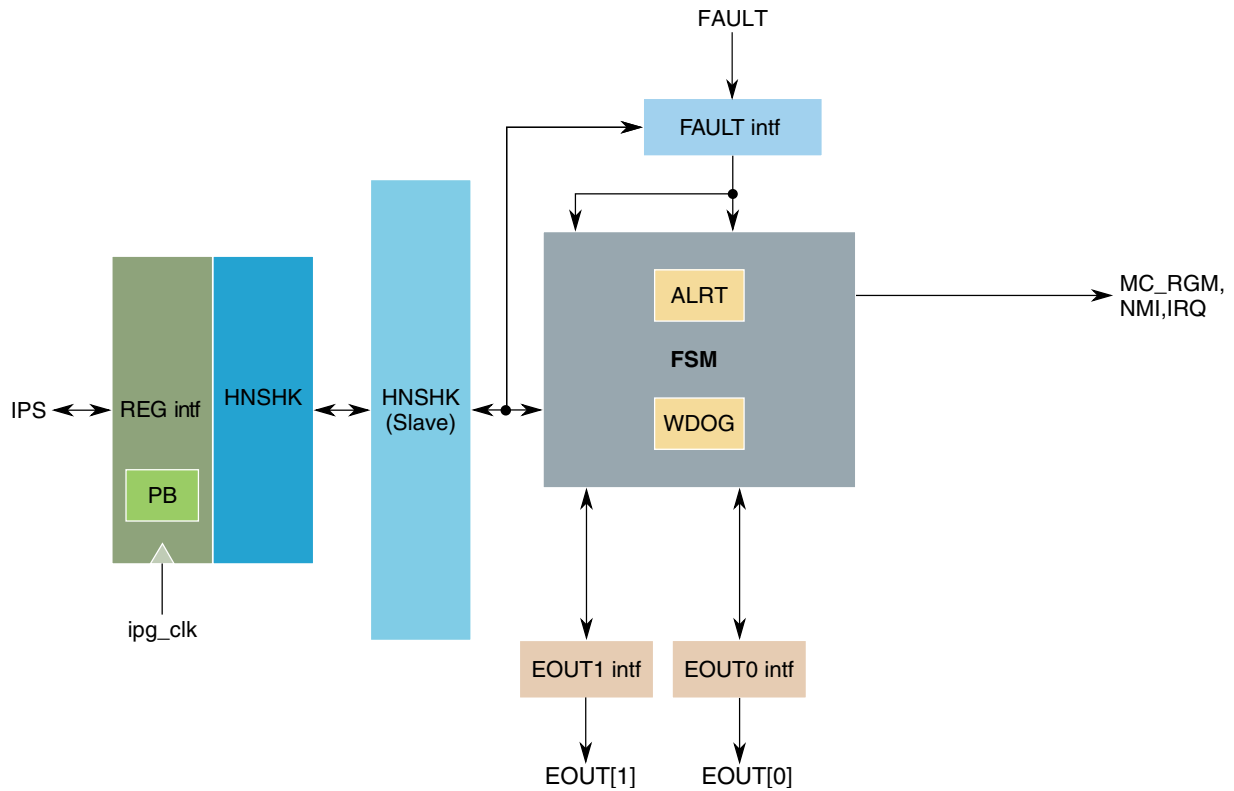 FAULT
FAULT intf
ALRT
MC_RGM,
NMI,IRQ
FSM
HNSHK
HNSHK
(Slave)
IPS
REG intf
WDOG
PB
ipg_clk
EOUT1 intf
EOUT0 intf
EOUT[1]
EOUT[0]